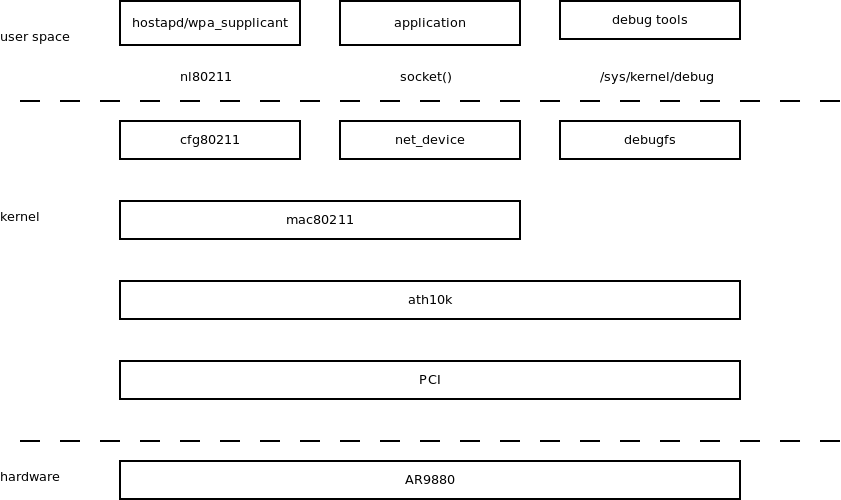 hostapd/wpa_supplicant
application
debug tools
user space
nl80211
socket()
/sys/kernel/debug
cfg80211
net_device
debugfs
kernel
mac80211
ath10k
PCI
hardware
AR9880